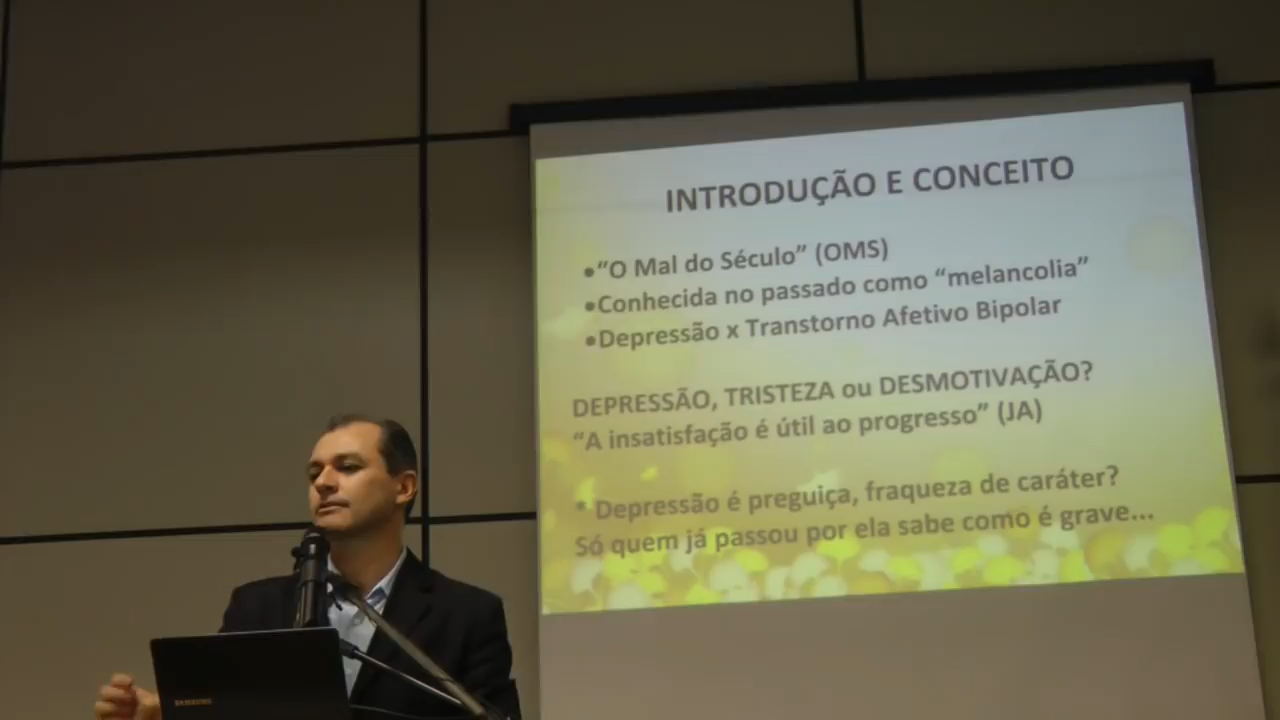 INTRODUÇÃO E CONCEITO
•“O Mal do Século” (OMS)
•Conhecida no passado como “melancolia”
•Depressão x Transtorno Afetivo Bipolar
DEPRESSÃO, TRISTEZA ou DESMOTIVAÇÃO?
“A insatisfação é útil ao progresso” (JA)
* Depressão é preguiça, fraqueza de caráter?
Só quem já passou por ela sabe como é grave...
SAMSUNG